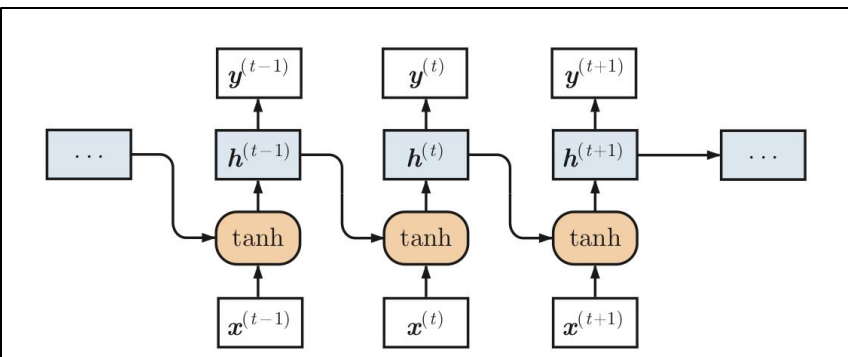 y^(t−1) y^(t) y^(t+1)
... h^(t−1) h^(t) h^(t+1) ...
tanh tanh tanh
x^(t−1) x^(t) x^(t+1)